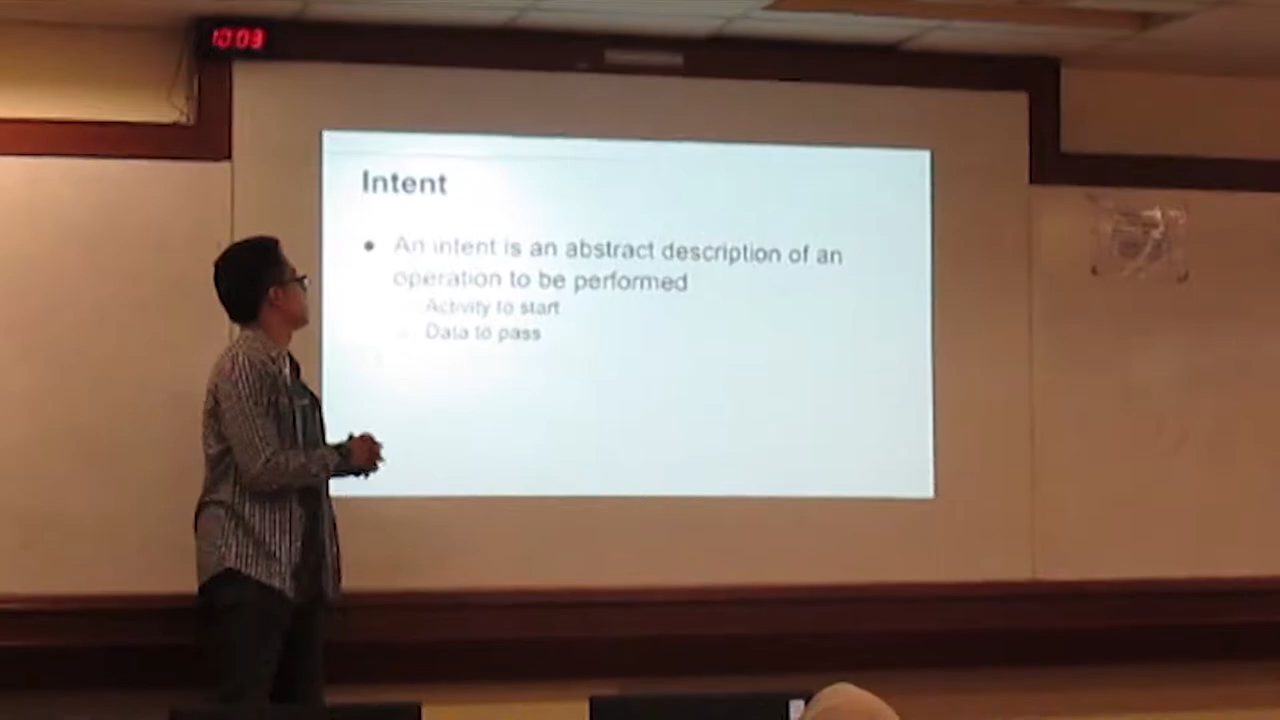 10:03
Intent
• An intent is an abstract description of an
operation to be performed
Activity to start
Data to pass